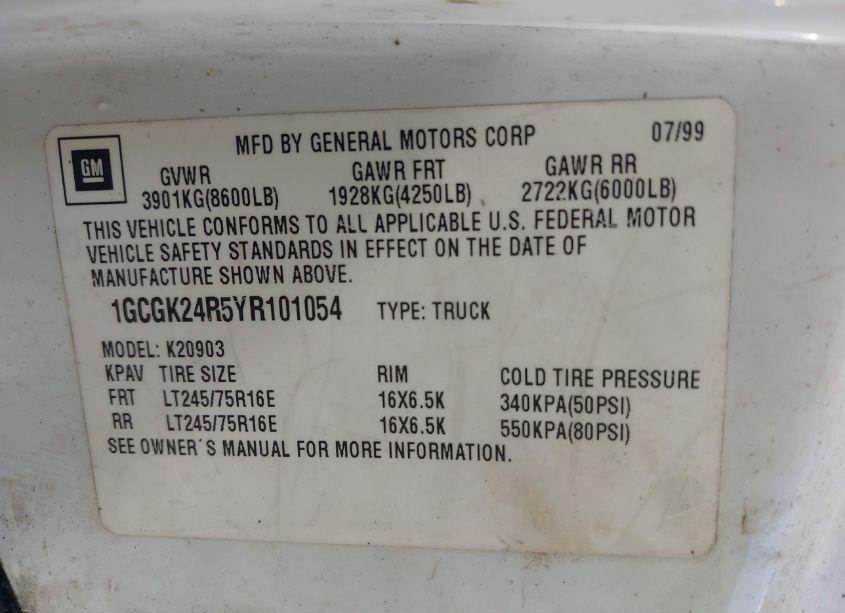 GM
MFD BY GENERAL MOTORS CORP 07/99
GVWR GAWR FRT GAWR RR
3901KG(8600LB) 1928KG(4250LB) 2722KG(6000LB)
THIS VEHICLE CONFORMS TO ALL APPLICABLE U.S. FEDERAL MOTOR
VEHICLE SAFETY STANDARDS IN EFFECT ON THE DATE OF
MANUFACTURE SHOWN ABOVE.
1GCGK24R5YR101054 TYPE: TRUCK
MODEL: K20903
KPAV TIRE SIZE RIM COLD TIRE PRESSURE
FRT LT245/75R16E 16X6.5K 340KPA(50PSI)
RR LT245/75R16E 16X6.5K 550KPA(80PSI)
SEE OWNER'S MANUAL FOR MORE INFORMATION.